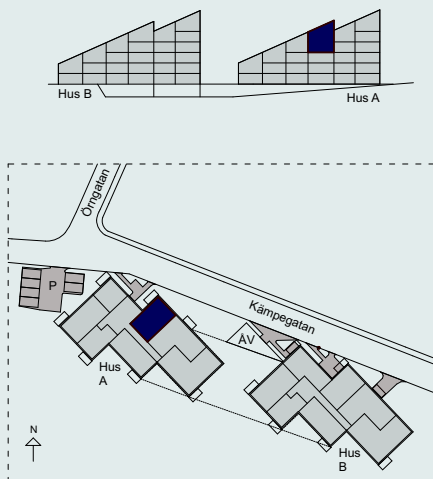 Hus B
Hus A
Örngatan
P
Kämpegatan
ÅV
Hus
A
Hus
B
N